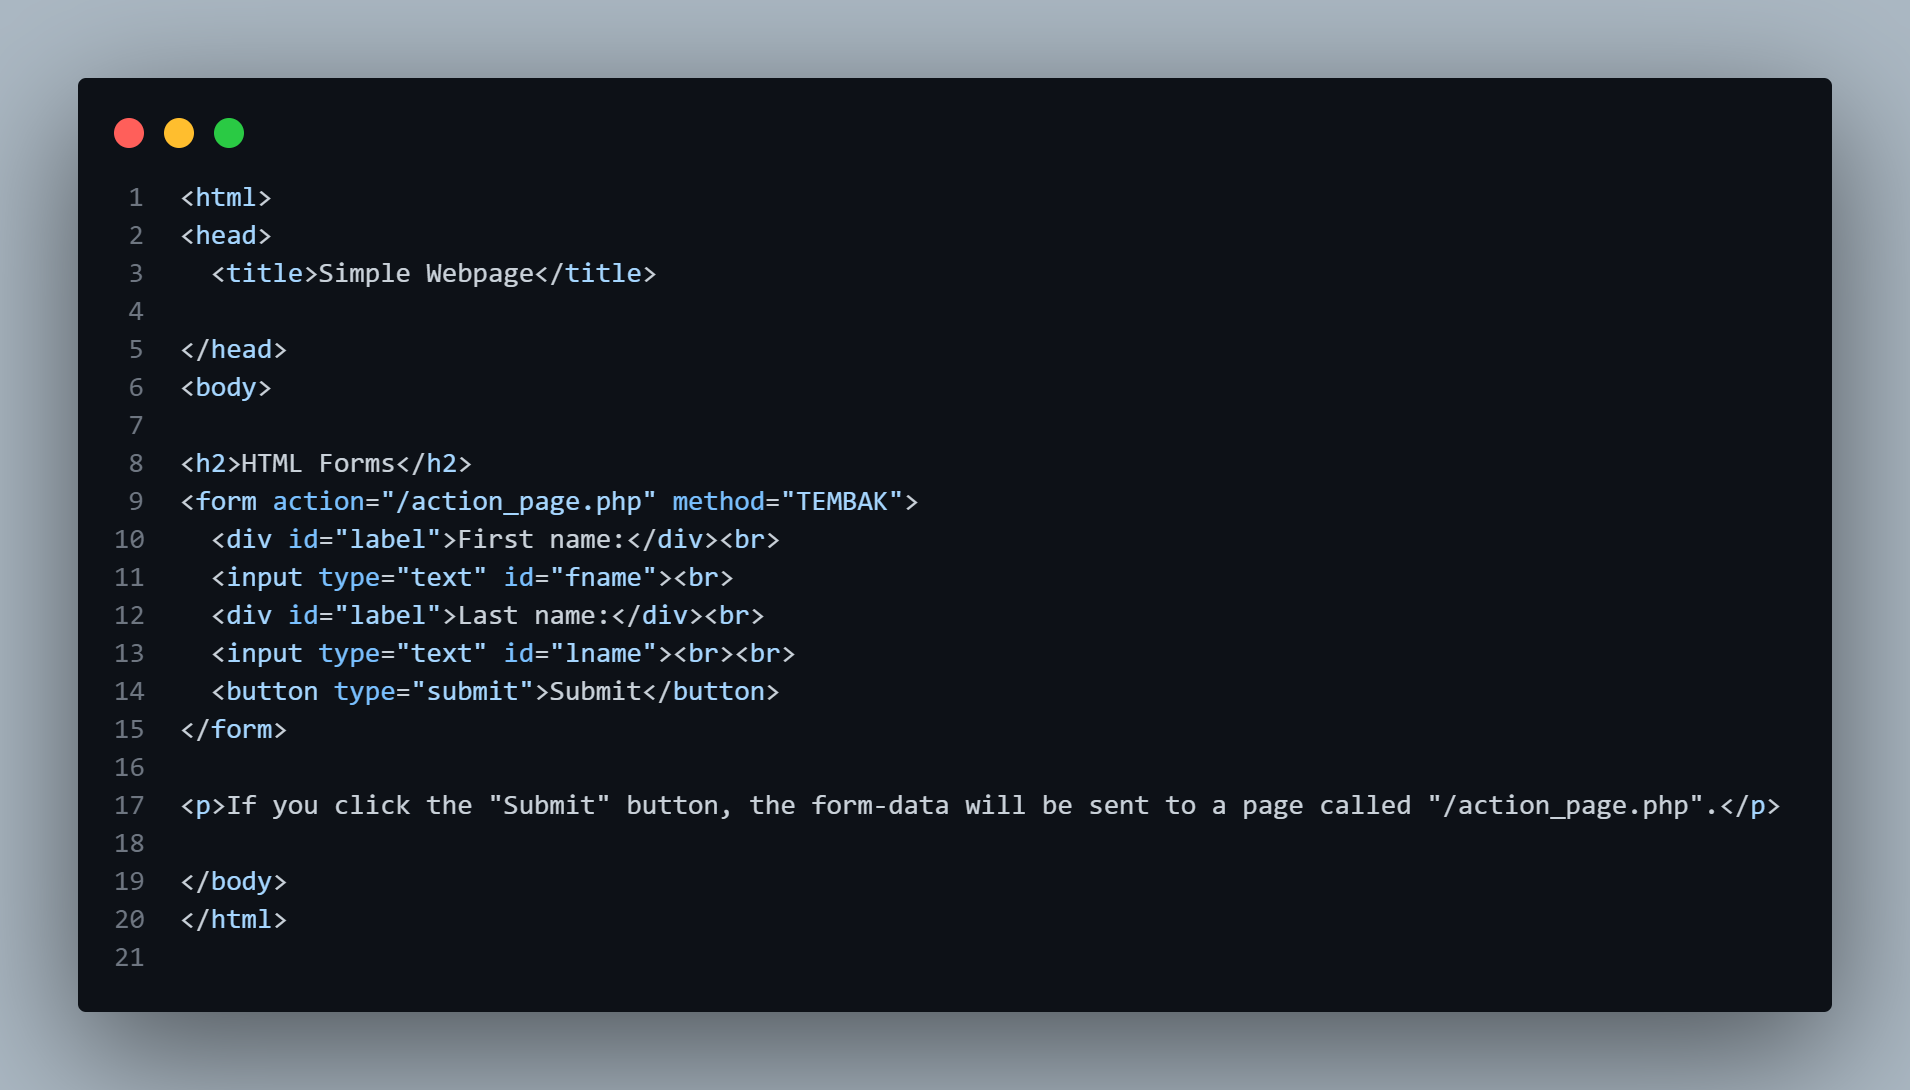 1 <html>
2 <head>
3   <title>Simple Webpage</title>
4
5 </head>
6 <body>
7
8 <h2>HTML Forms</h2>
9 <form action="/action_page.php" method="TEMBAK">
10   <div id="label">First name:</div><br>
11   <input type="text" id="fname"><br>
12   <div id="label">Last name:</div><br>
13   <input type="text" id="lname"><br><br>
14   <button type="submit">Submit</button>
15 </form>
16
17 <p>If you click the "Submit" button, the form-data will be sent to a page called "/action_page.php".</p>
18
19 </body>
20 </html>
21